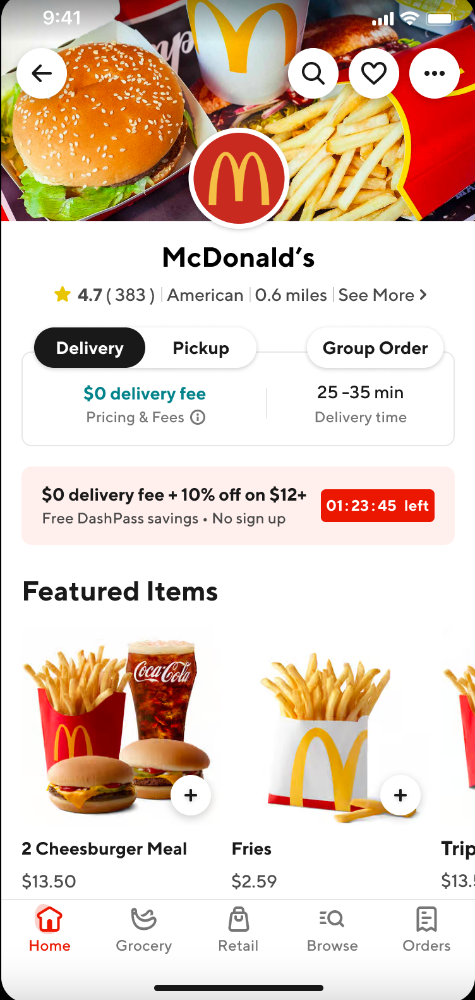 9:41
McDonald’s
4.7 ( 383 ) | American | 0.6 miles | See More >
Delivery Pickup Group Order
$0 delivery fee 25 -35 min
Pricing & Fees Delivery time
$0 delivery fee + 10% off on $12+
Free DashPass savings • No sign up
01:23:45 left
Featured Items
Coca-Cola
2 Cheesburger Meal Fries Trip
$13.50 $2.59 $13.5
Home Grocery Retail Browse Orders